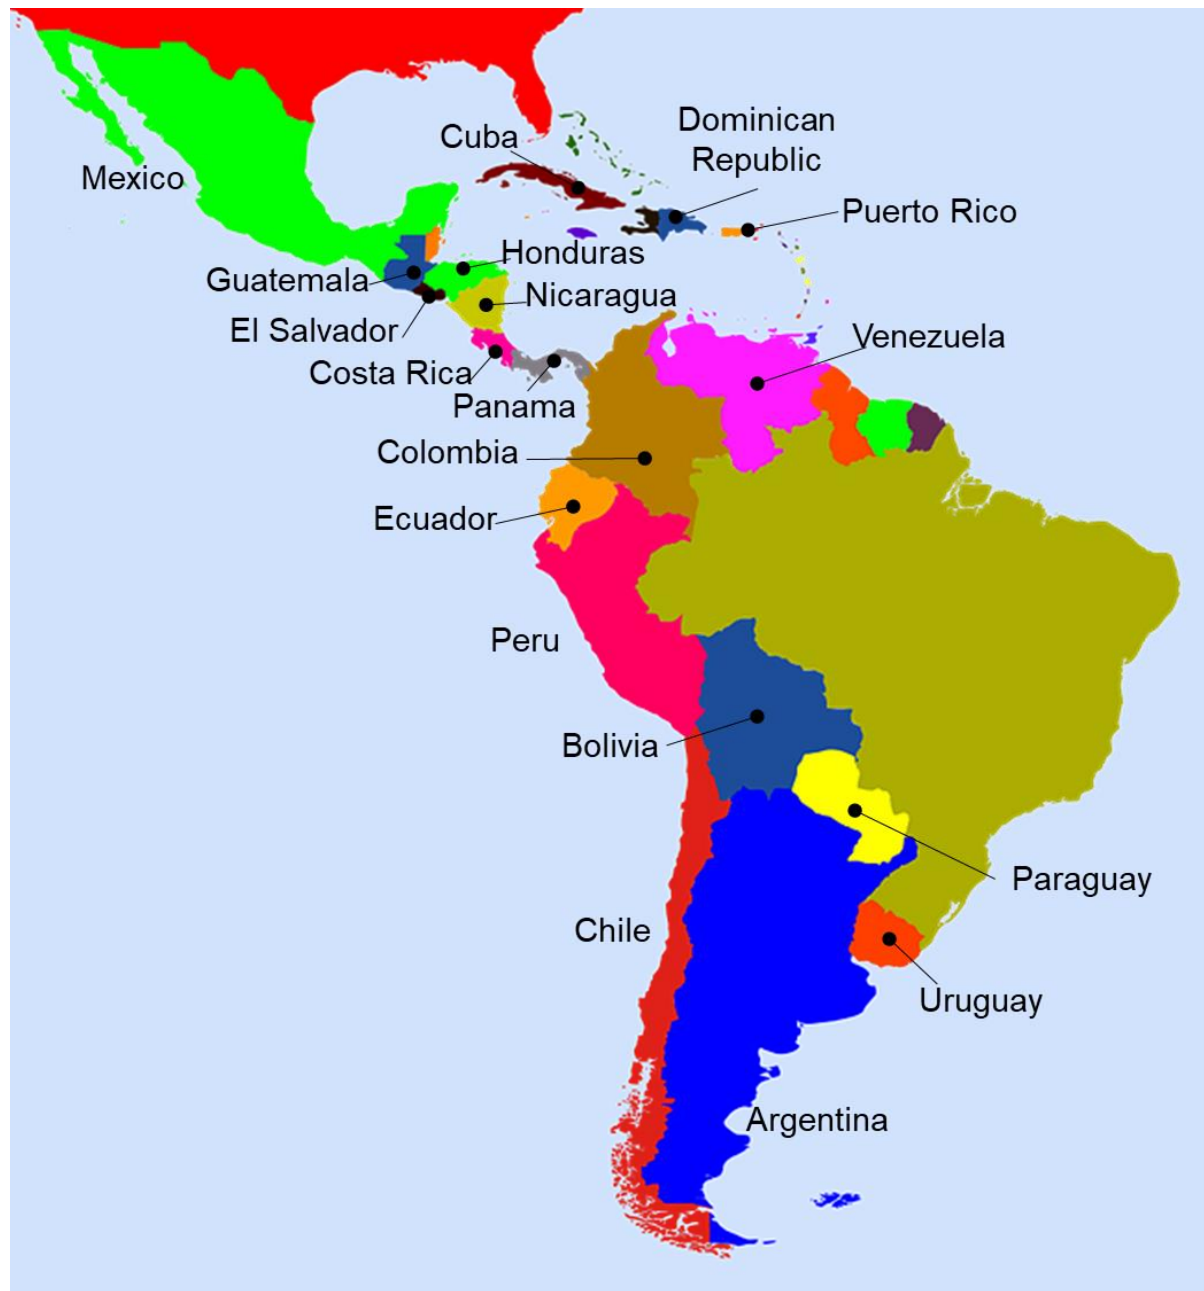 Dominican
Republic
Cuba
Mexico
Puerto Rico
Honduras
Guatemala
Nicaragua
El Salvador
Venezuela
Costa Rica
Panama
Colombia
Ecuador
Peru
Bolivia
Paraguay
Chile
Uruguay
Argentina